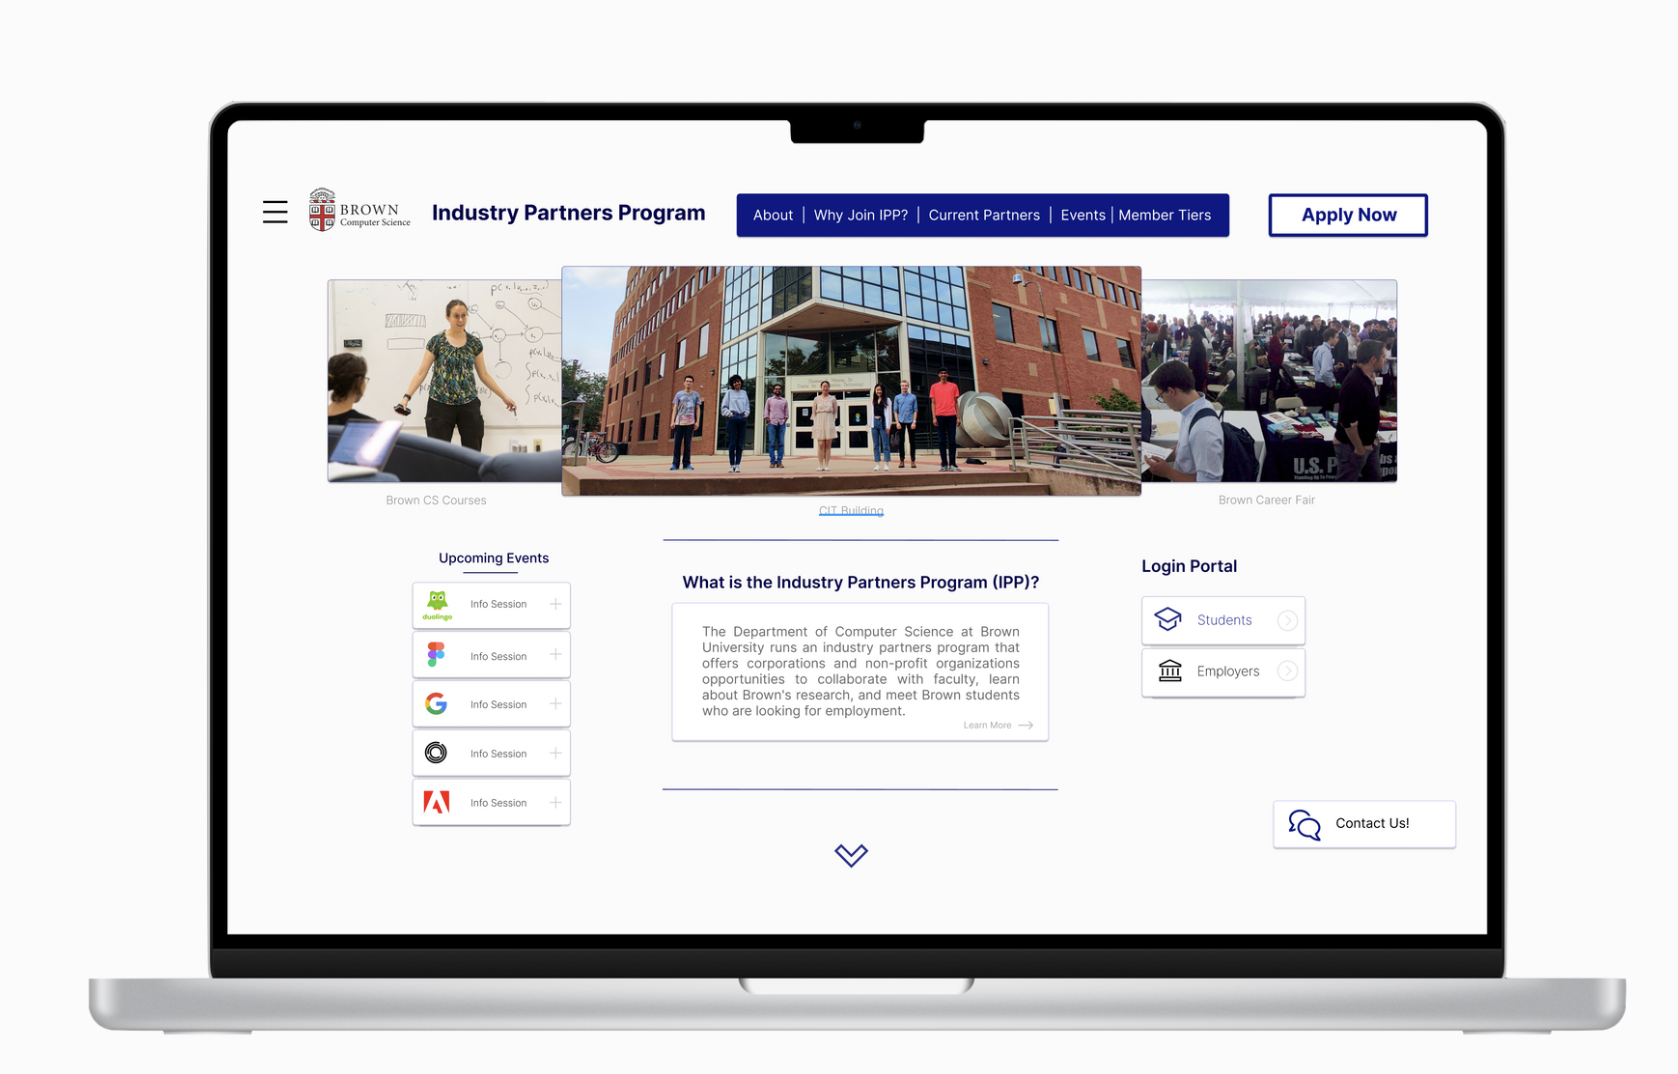 BROWN
Computer Science
Industry Partners Program
About | Why Join IPP? | Current Partners | Events | Member Tiers
Apply Now
U.S. P
Brown CS Courses
CIT Building
Brown Career Fair
Upcoming Events
duolingo
Info Session
Info Session
Info Session
Info Session
Info Session
What is the Industry Partners Program (IPP)?
The Department of Computer Science at Brown
University runs an industry partners program that
offers corporations and non-profit organizations
opportunities to collaborate with faculty, learn
about Brown's research, and meet Brown students
who are looking for employment.
Learn More
Login Portal
Students
Employers
Contact Us!